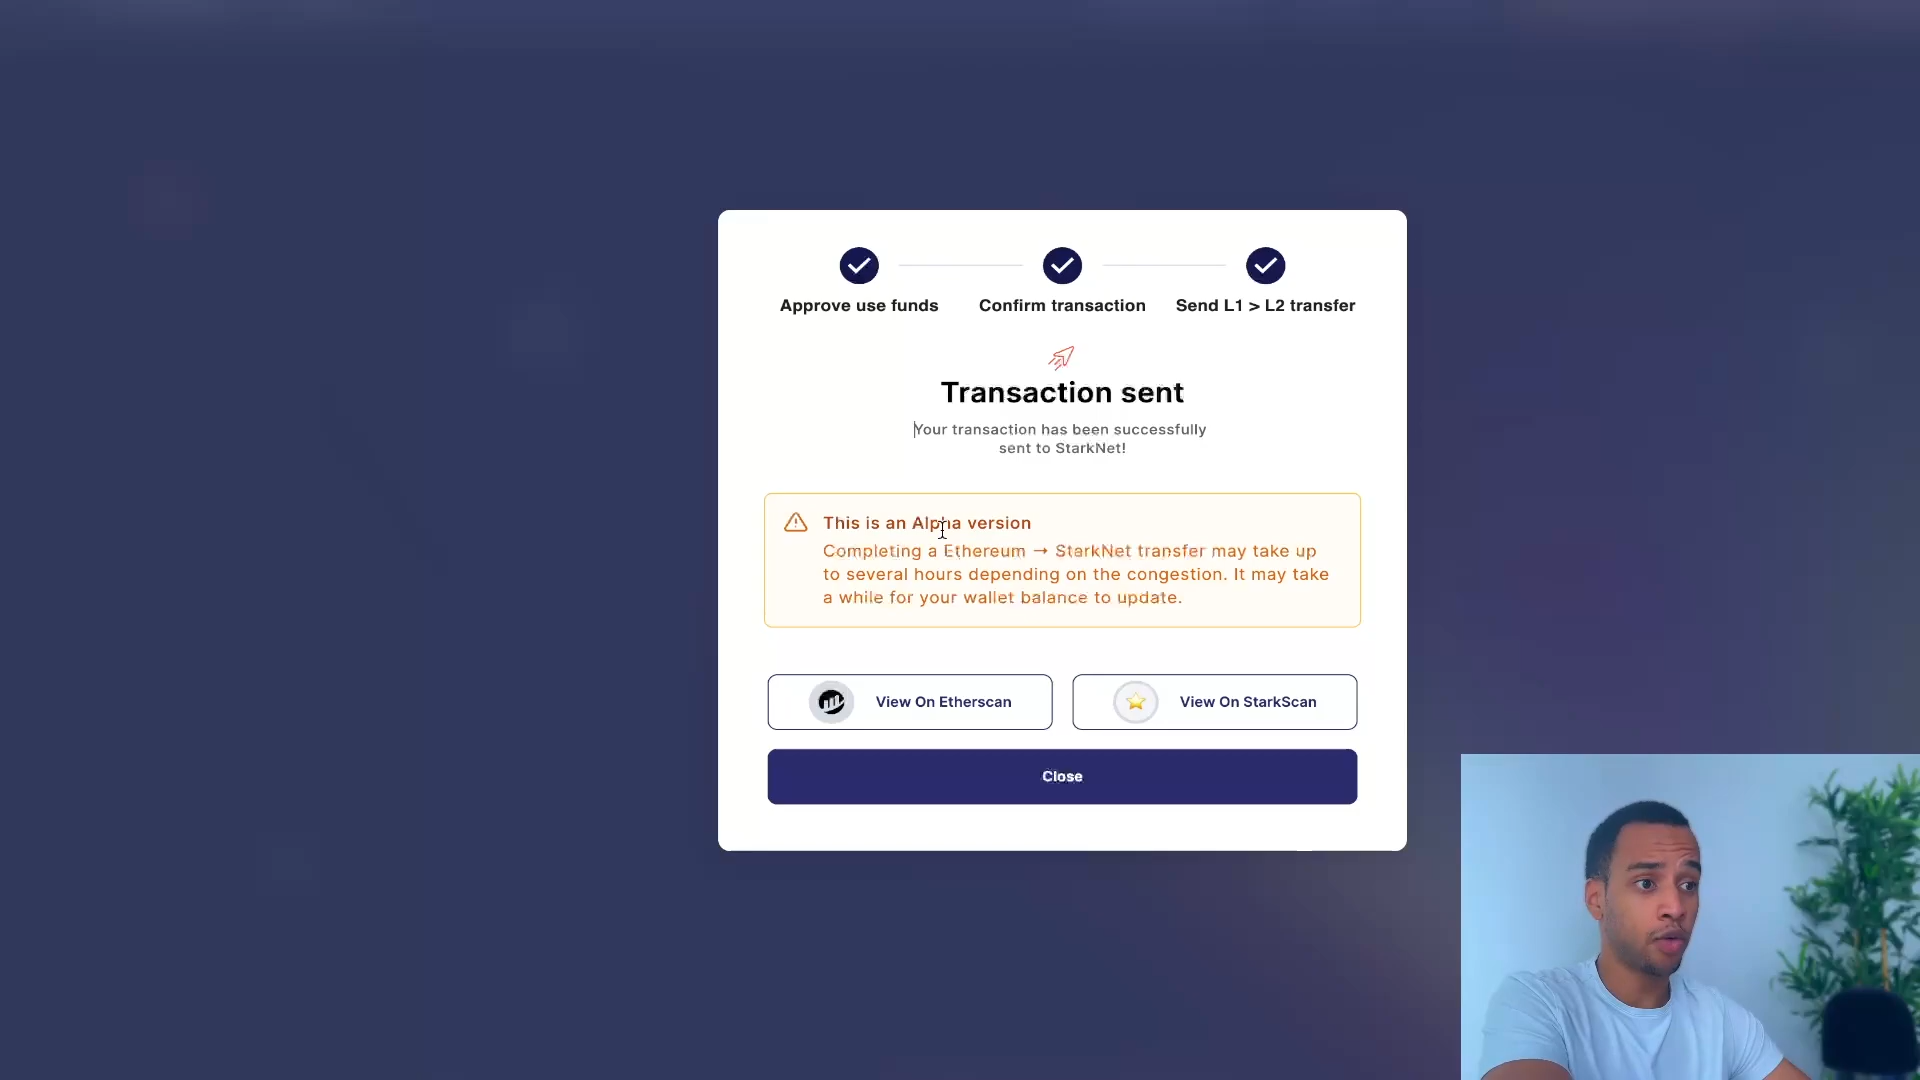 Approve use funds
Confirm transaction
Send L1 > L2 transfer
Transaction sent
Your transaction has been successfully
sent to StarkNet!
This is an Alpha version
Completing a Ethereum → StarkNet transfer may take up
to several hours depending on the congestion. It may take
a while for your wallet balance to update.
View On Etherscan
View On StarkScan
Close